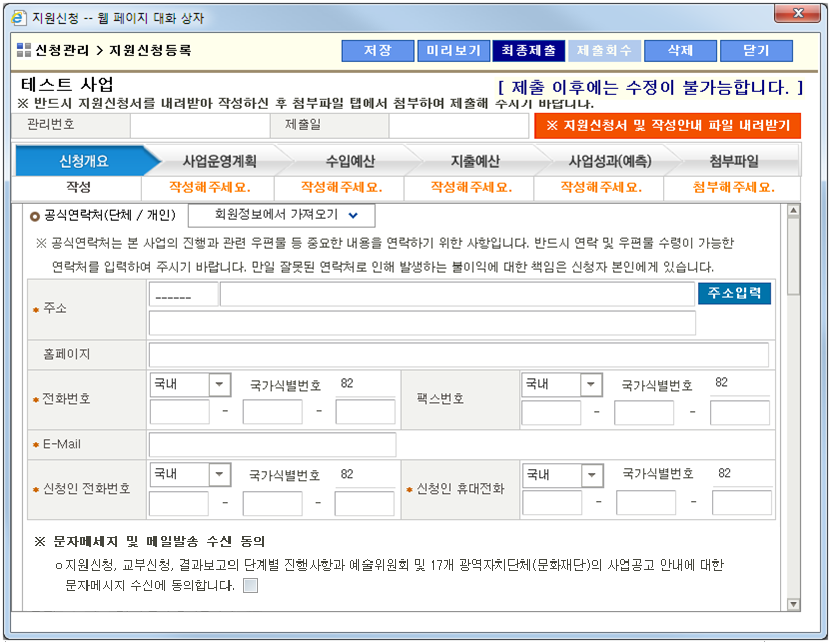 지원신청 -- 웹 페이지 대화 상자
신청관리 > 지원신청등록
저장 미리보기 최종제출 제출회수 삭제 닫기
테스트 사업
[ 제출 이후에는 수정이 불가능합니다. ]
※ 반드시 지원신청서를 내려받아 작성하신 후 첨부파일 탭에서 첨부하여 제출해 주시기 바랍니다.
관리번호 제출일 ※ 지원신청서 및 작성안내 파일 내려받기
신청개요 사업운영계획 수입예산 지출예산 사업성과(예측) 첨부파일
작성 작성해주세요. 작성해주세요. 작성해주세요. 작성해주세요. 첨부해주세요.
공식연락처(단체 / 개인) 회원정보에서 가져오기
※ 공식연락처는 본 사업의 진행과 관련 우편물 등 중요한 내용을 연락하기 위한 사항입니다. 반드시 연락 및 우편물 수령이 가능한
연락처를 입력하여 주시기 바랍니다. 만일 잘못된 연락처로 인해 발생하는 불이익에 대한 책임은 신청자 본인에게 있습니다.
* 주소 ______ 주소입력
홈페이지
* 전화번호 국내 국가식별번호 82 팩스번호 국내 국가식별번호 82
- - - -
* E-Mail
* 신청인 전화번호 국내 국가식별번호 82 * 신청인 휴대전화 국내 국가식별번호 82
- - - -
※ 문자메세지 및 메일발송 수신 동의
o 지원신청, 교부신청, 결과보고의 단계별 진행사항과 예술위원회 및 17개 광역자치단체(문화재단)의 사업공고 안내에 대한
문자메시지 수신에 동의합니다.